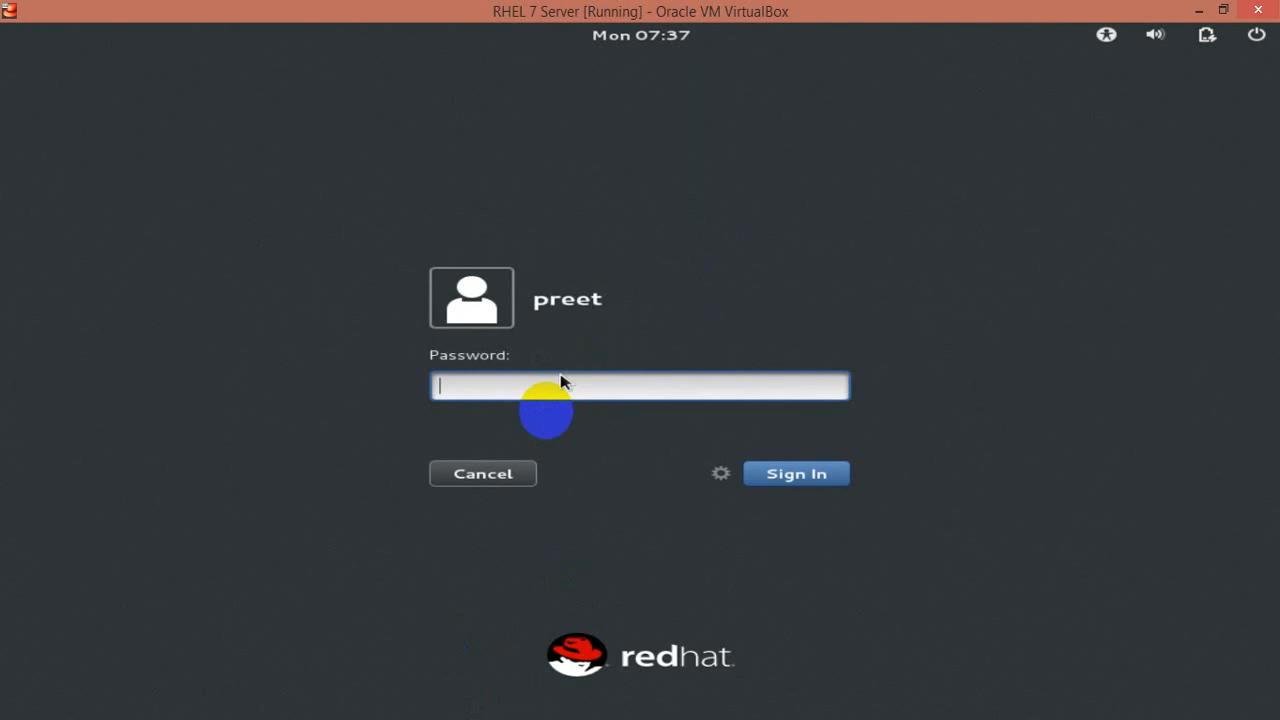 RHEL 7 Server [Running] - Oracle VM VirtualBox
Mon 07:37
preet
Password:
Cancel
Sign In
redhat.